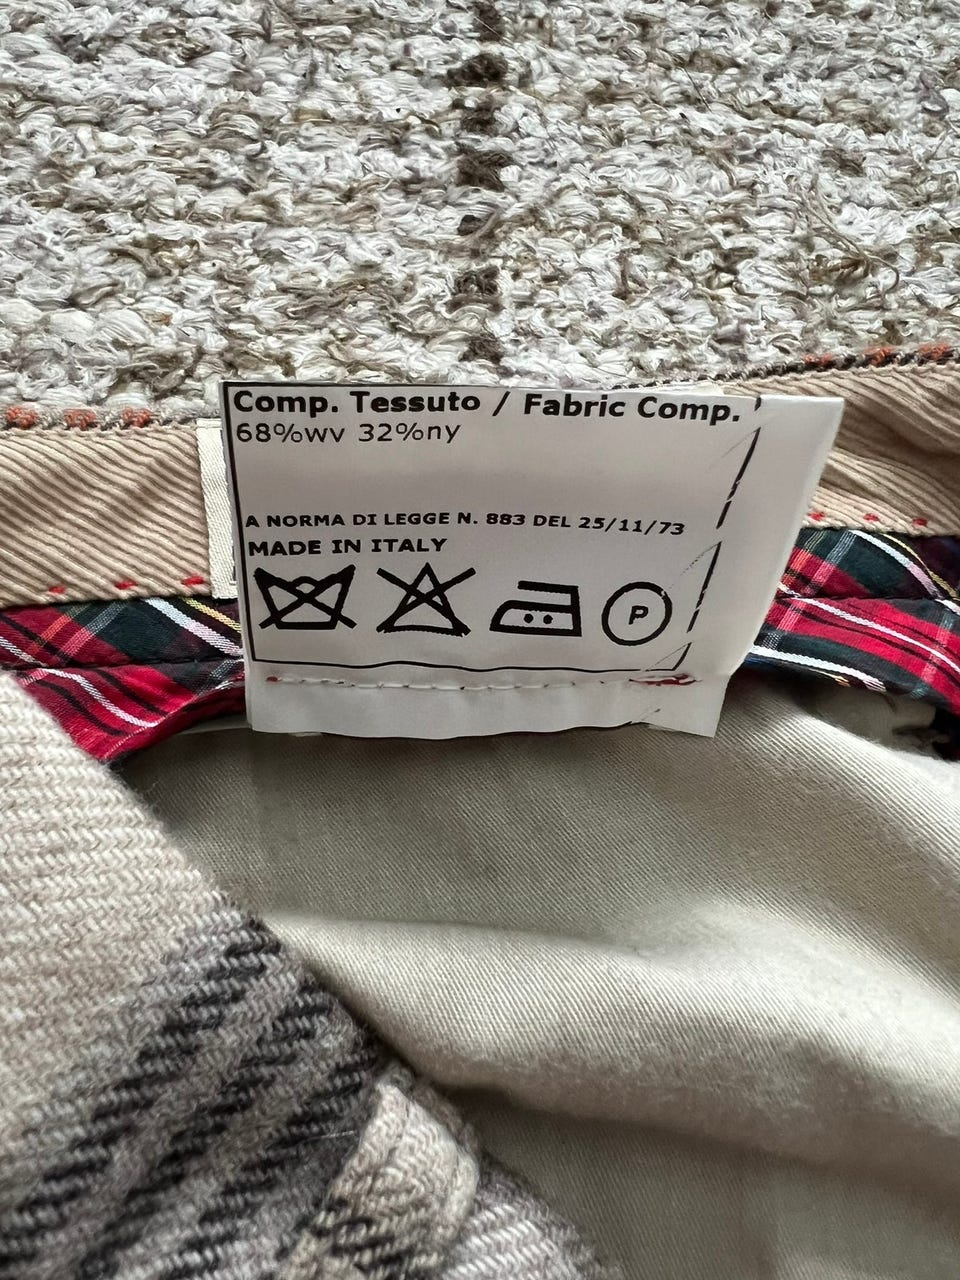 Comp. Tessuto / Fabric Comp.
68%wv 32%ny
A NORMA DI LEGGE N. 883 DEL 25/11/73
MADE IN ITALY
P